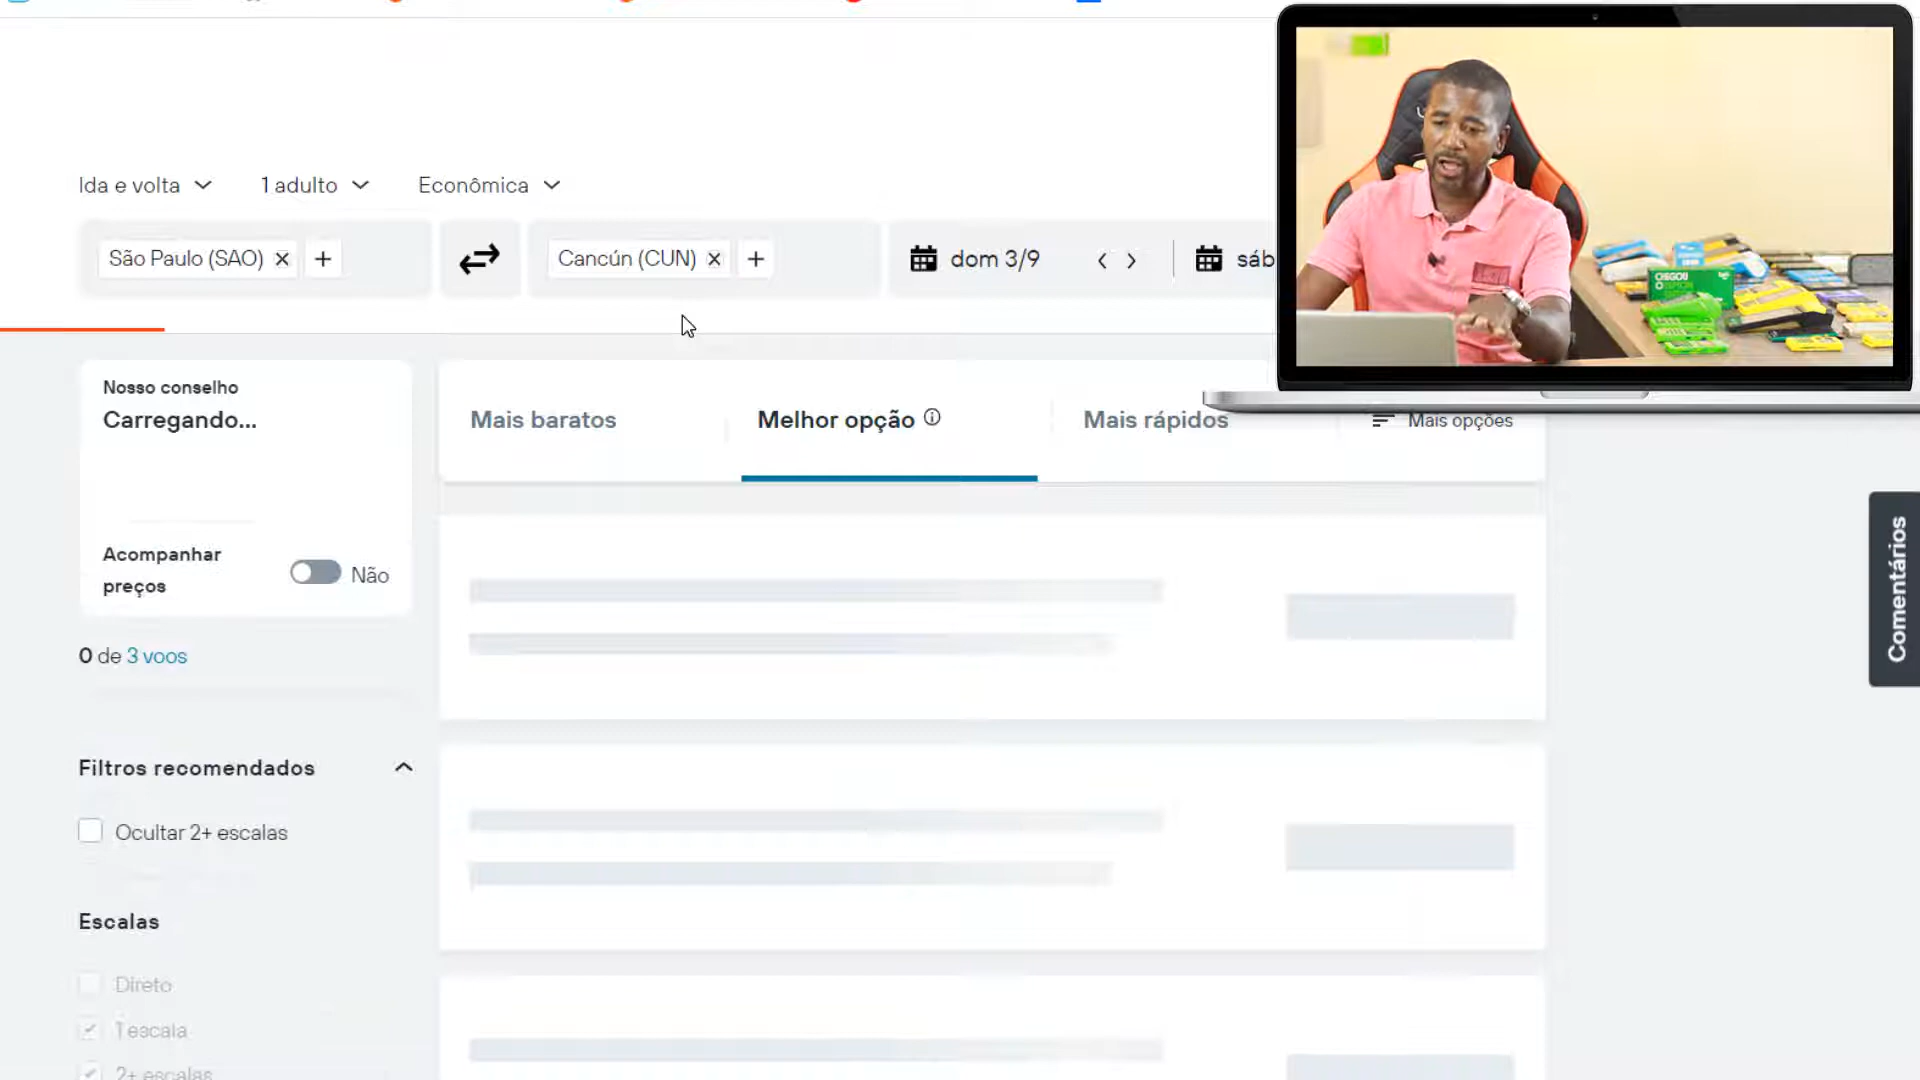 Ida e volta
1 adulto
Econômica
São Paulo (SAO)
Cancún (CUN)
dom 3/9
sáb
Nosso conselho
Carregando...
Acompanhar
preços
Não
0 de 3 voos
Filtros recomendados
Ocultar 2+ escalas
Escalas
Direto
1 escala
2+ escalas
Mais baratos
Melhor opção
Mais rápidos
Mais opções
CHEGOU
Comentários